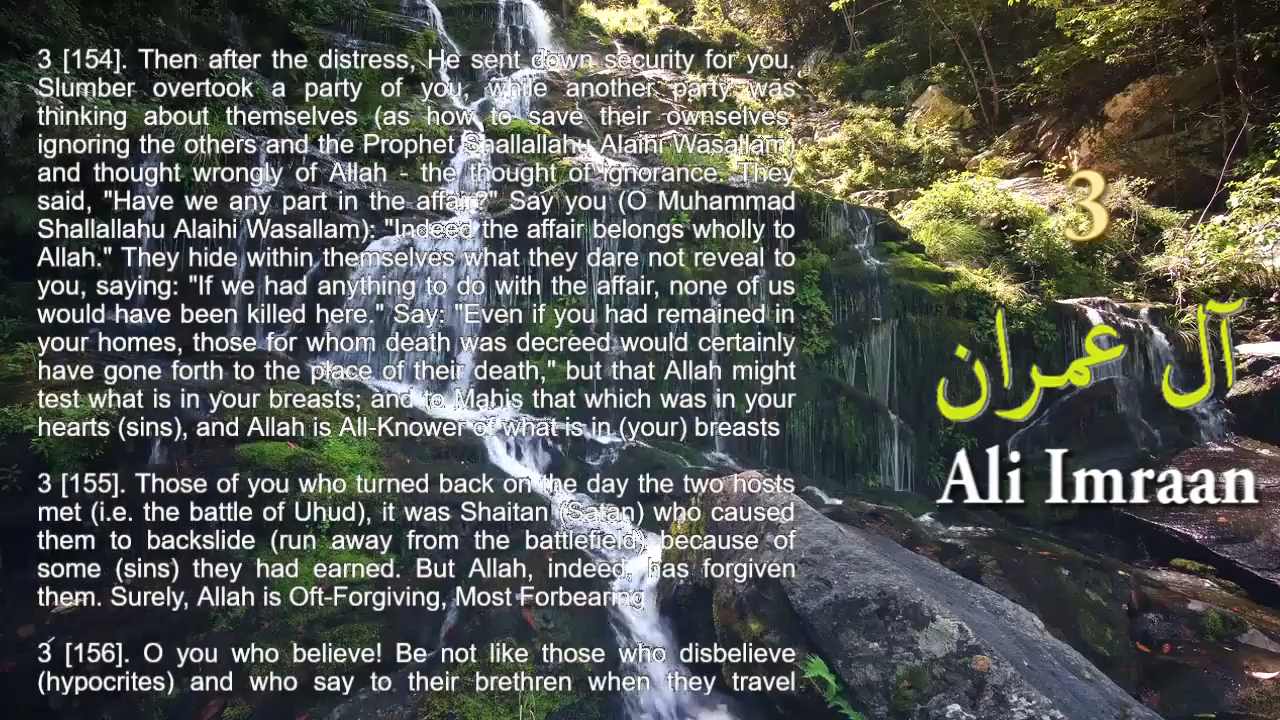 3 [154]. Then after the distress, He sent down security for you.
Slumber overtook a party of you, while another party was
thinking about themselves (as how to save their ownselves,
ignoring the others and the Prophet Shallallahu Alaihi Wasallam)
and thought wrongly of Allah - the thought of ignorance. They
said, "Have we any part in the affair?" Say you (O Muhammad
Shallallahu Alaihi Wasallam): "Indeed the affair belongs wholly to
Allah." They hide within themselves what they dare not reveal to
you, saying: "If we had anything to do with the affair, none of us
would have been killed here." Say: "Even if you had remained in
your homes, those for whom death was decreed would certainly
have gone forth to the place of their death," but that Allah might
test what is in your breasts; and to Mahis that which was in your
hearts (sins), and Allah is All-Knower of what is in (your) breasts
3 [155]. Those of you who turned back on the day the two hosts
met (i.e. the battle of Uhud), it was Shaitan (Satan) who caused
them to backslide (run away from the battlefield) because of
some (sins) they had earned. But Allah, indeed, has forgiven
them. Surely, Allah is Oft-Forgiving, Most Forbearing
3 [156]. O you who believe! Be not like those who disbelieve
(hypocrites) and who say to their brethren when they travel
3
آل عمران
Ali Imraan